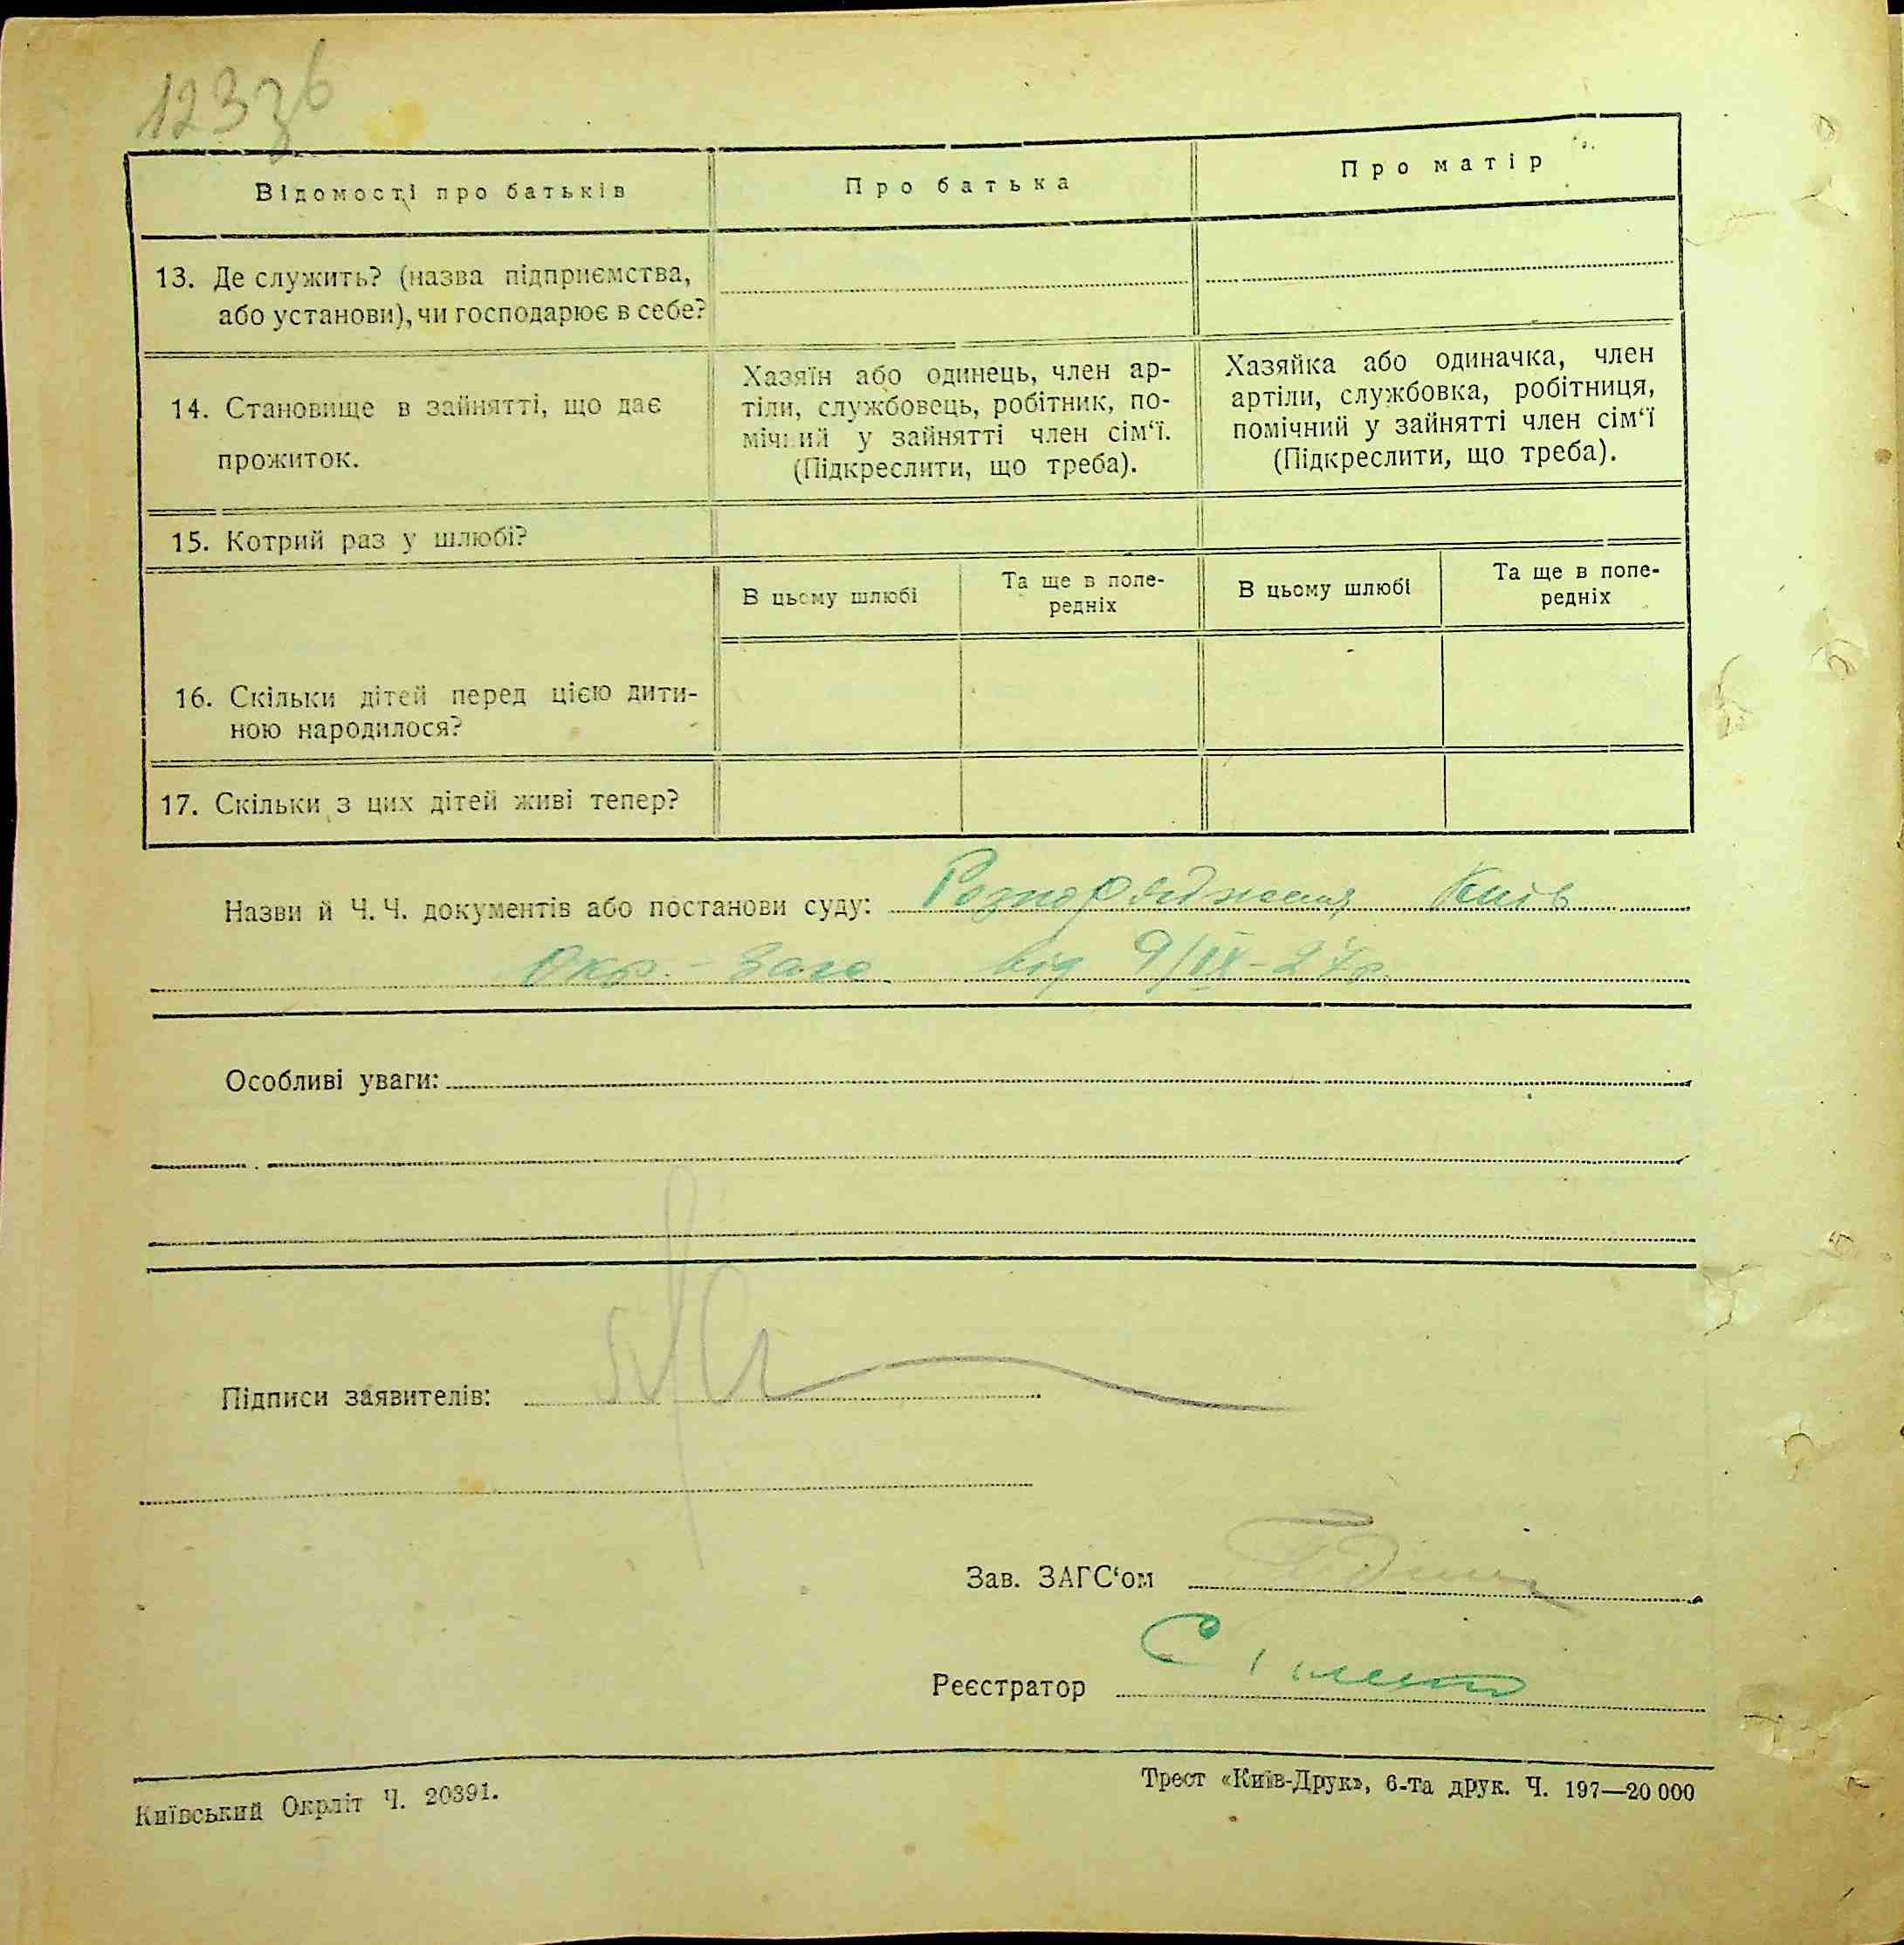 123зв
Відомості про батьків
Про батька
Про матір
13. Де служить? (назва підприємства,
або установи), чи господарює в себе?
14. Становище в зайнятті, що дає
прожиток.
Хазяїн або одинець, член ар-
тіли, службовець, робітник, по-
мічний у зайнятті член сім‘ї.
(Підкреслити, що треба).
Хазяйка або одиначка, член
артіли, службовка, робітниця,
помічний у зайнятті член сім‘ї
(Підкреслити, що треба).
15. Котрий раз у шлюбі?
В цьому шлюбі
Та ще в попе-
редніх
В цьому шлюбі
Та ще в попе-
редніх
16. Скільки дітей перед цією дити-
ною народилося?
17. Скільки з цих дітей живі тепер?
Назви й Ч. Ч. документів або постанови суду: Розпорядження Київ
Окр.-Загс від 9/IX-27р.
Особливі уваги:
Підписи заявителів:
Зав. ЗАГС‘ом
Реєстратор
Київський Окрліт Ч. 20391.
Трест «Київ-Друк», 6-та друк. Ч. 197—20 000